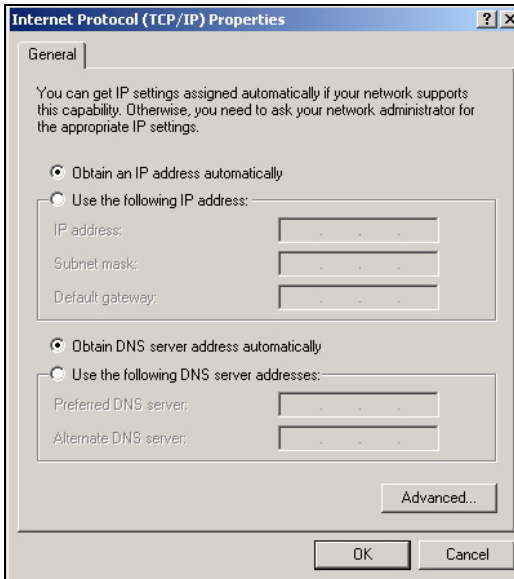 Internet Protocol (TCP/IP) Properties
General
You can get IP settings assigned automatically if your network supports
this capability. Otherwise, you need to ask your network administrator for
the appropriate IP settings.
Obtain an IP address automatically
Use the following IP address:
IP address:
Subnet mask:
Default gateway:
Obtain DNS server address automatically
Use the following DNS server addresses:
Preferred DNS server:
Alternate DNS server:
Advanced...
OK Cancel